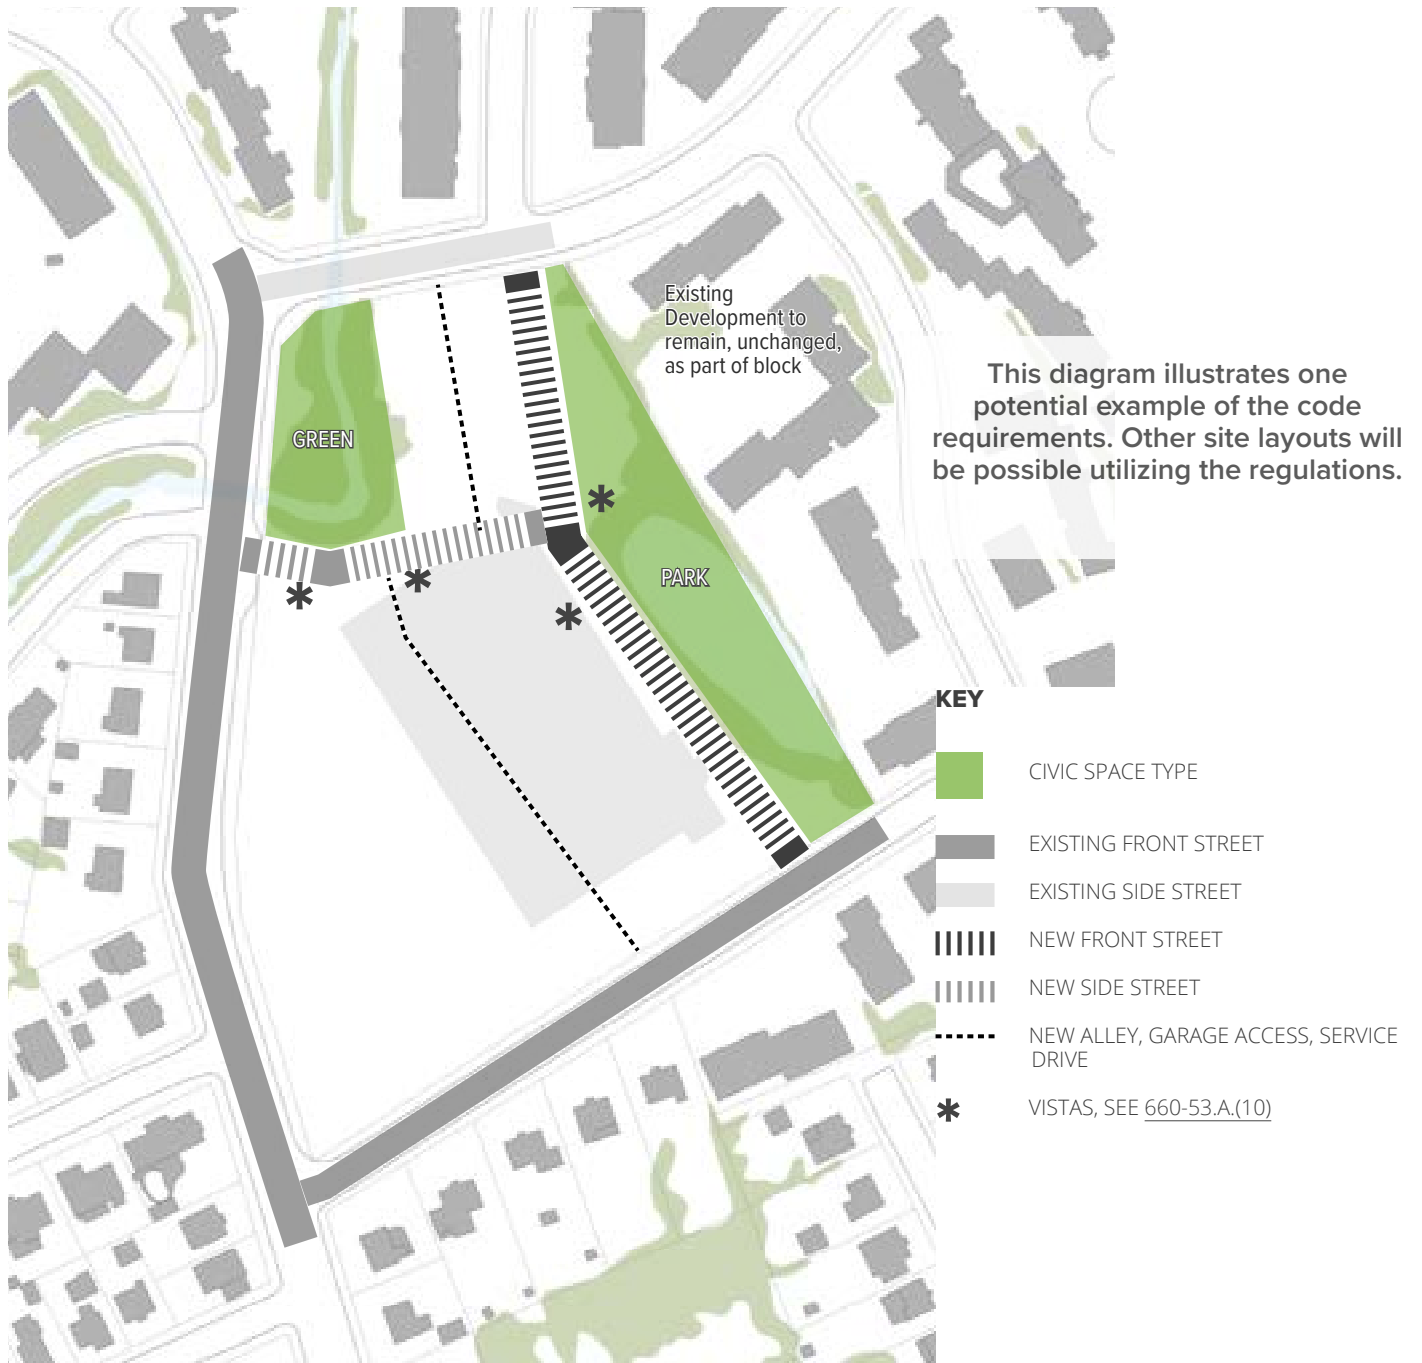 Existing
Development to
remain, unchanged,
as part of block
This diagram illustrates one
potential example of the code
requirements. Other site layouts will
be possible utilizing the regulations.
GREEN
PARK
KEY
CIVIC SPACE TYPE
EXISTING FRONT STREET
EXISTING SIDE STREET
NEW FRONT STREET
NEW SIDE STREET
NEW ALLEY, GARAGE ACCESS, SERVICE
DRIVE
VISTAS, SEE 660-53.A.(10)